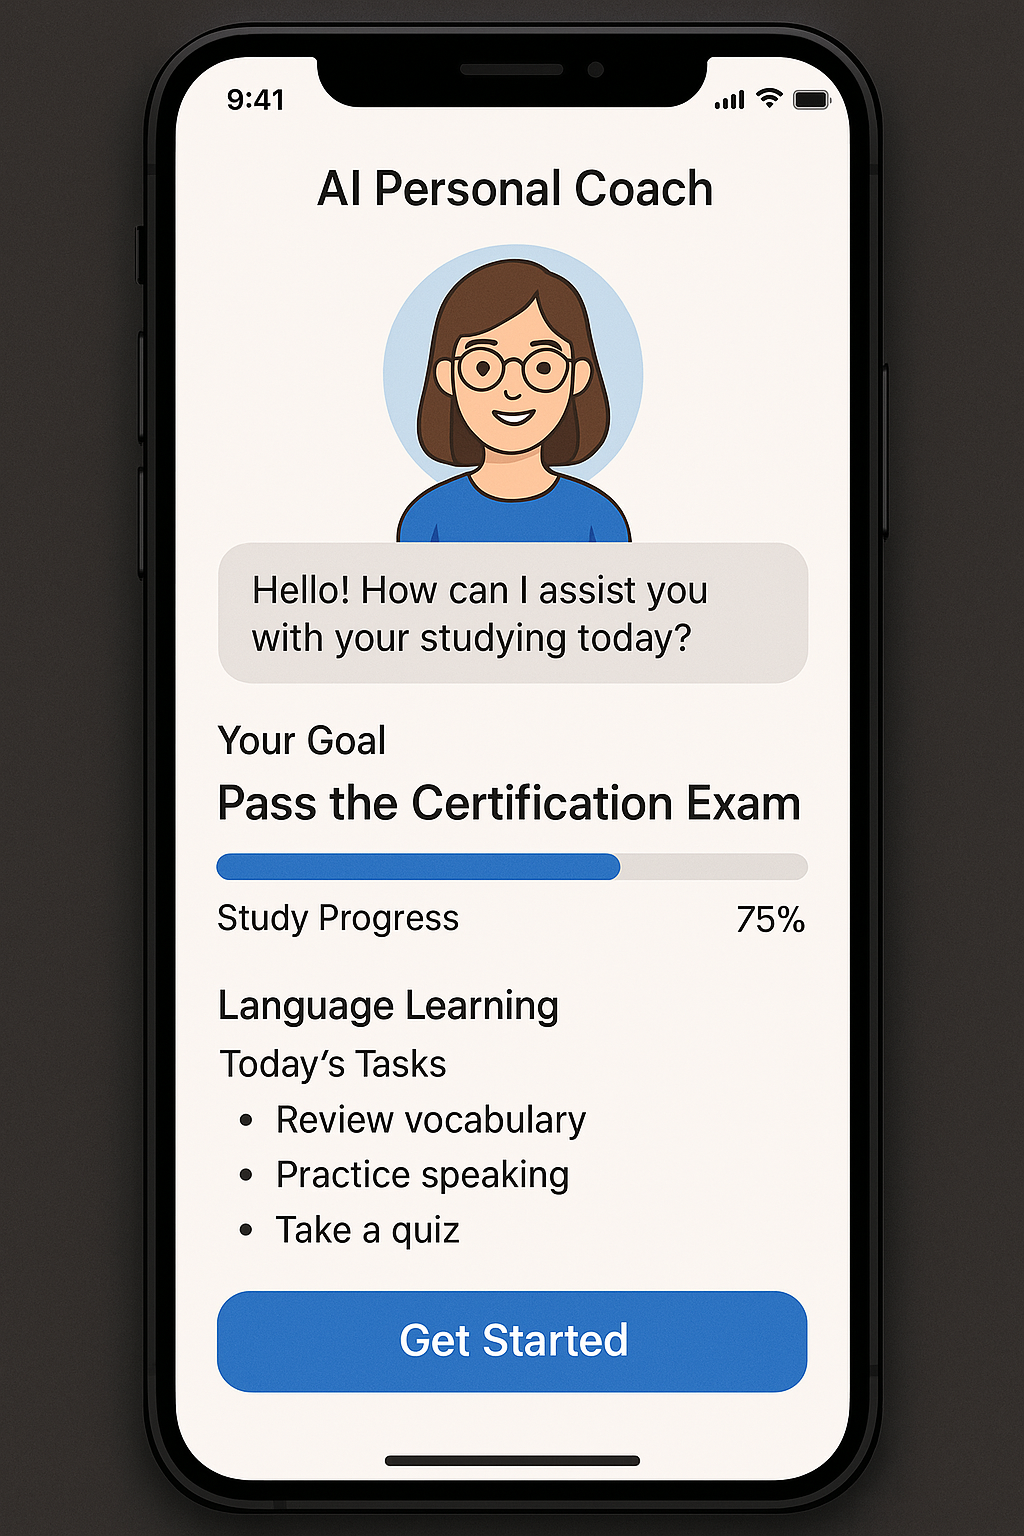 9:41
AI Personal Coach
Hello! How can I assist you
with your studying today?
Your Goal
Pass the Certification Exam
Study Progress 75%
Language Learning
Today’s Tasks
• Review vocabulary
• Practice speaking
• Take a quiz
Get Started